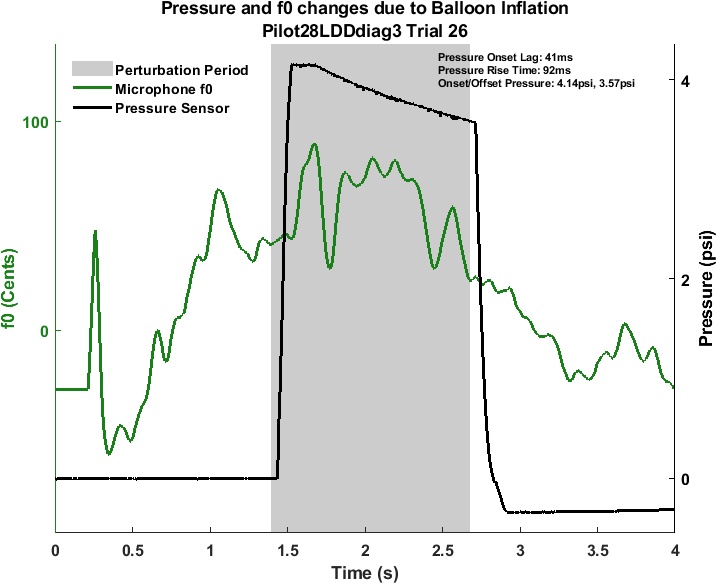 Pressure and f0 changes due to Balloon Inflation
Pilot28LDDdiag3 Trial 26
Perturbation Period
Microphone f0
Pressure Sensor
Pressure Onset Lag: 41ms
Pressure Rise Time: 92ms
Onset/Offset Pressure: 4.14psi, 3.57psi
100
0
f0 (Cents)
4
2
0
Pressure (psi)
0 0.5 1 1.5 2 2.5 3 3.5 4
Time (s)